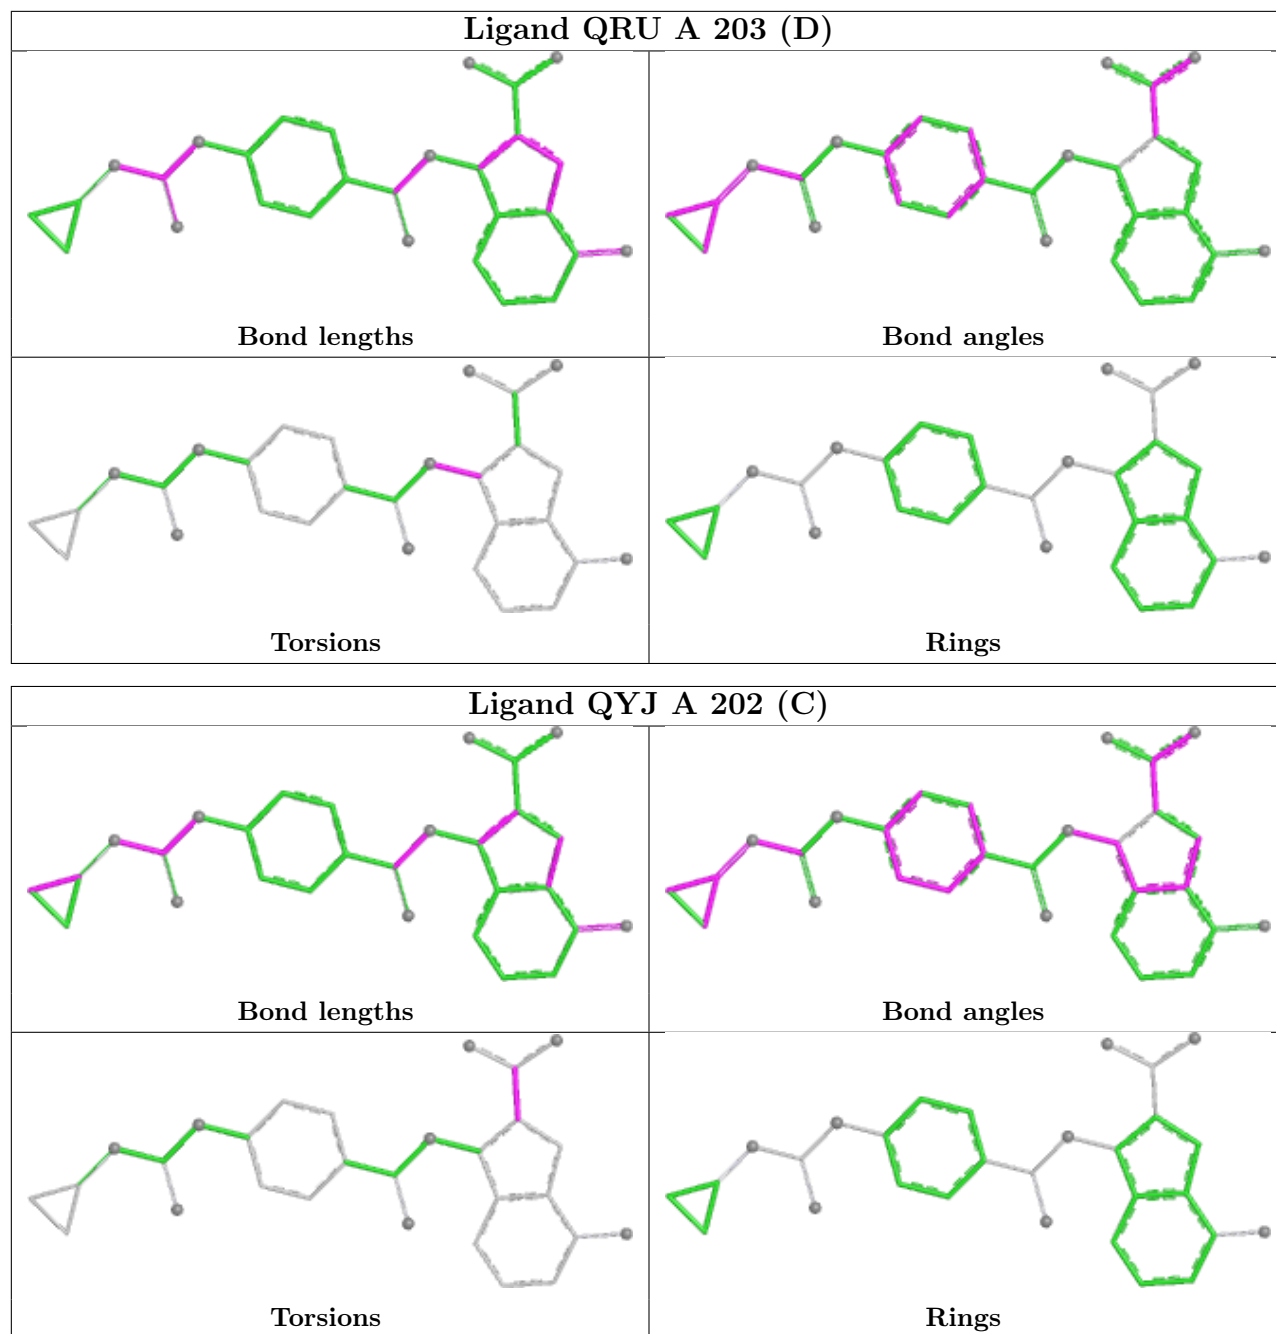 Ligand QRU A 203 (D)
Bond lengths
Bond angles
Torsions
Rings
Ligand QYJ A 202 (C)
Bond lengths
Bond angles
Torsions
Rings